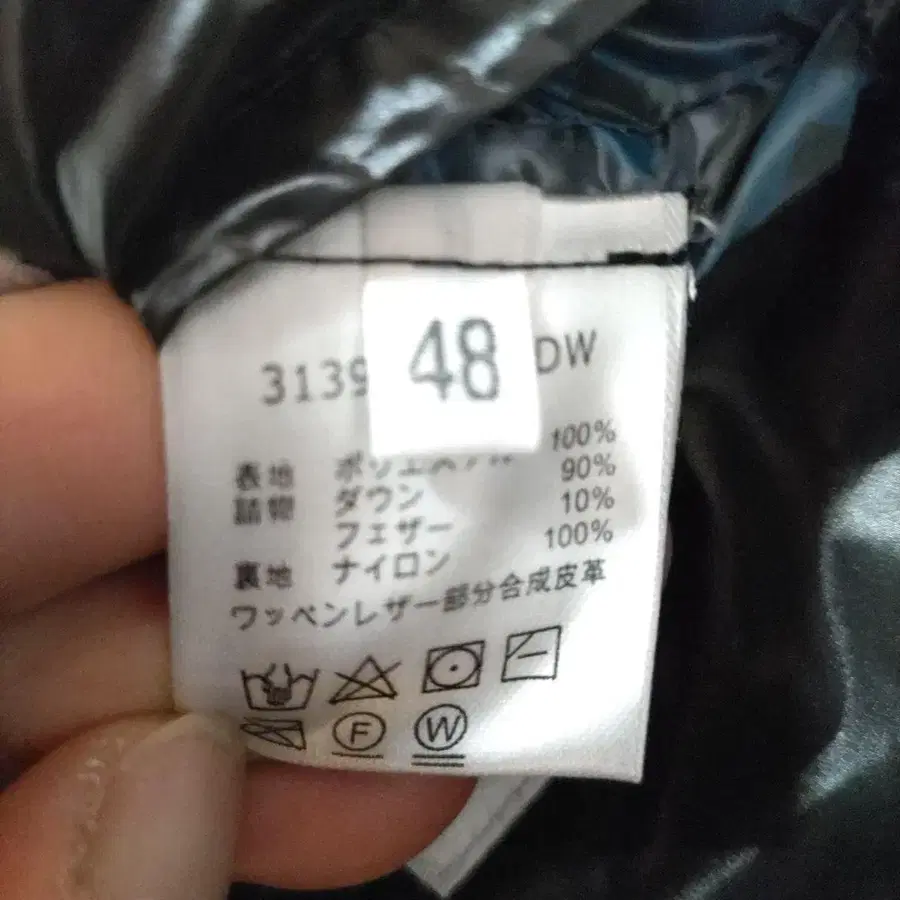 48
3139 DW
表地 ポリエステル 100%
詰物 ダウン 90%
フェザー 10%
裏地 ナイロン 100%
ワッペンレザー部分合成皮革
F W